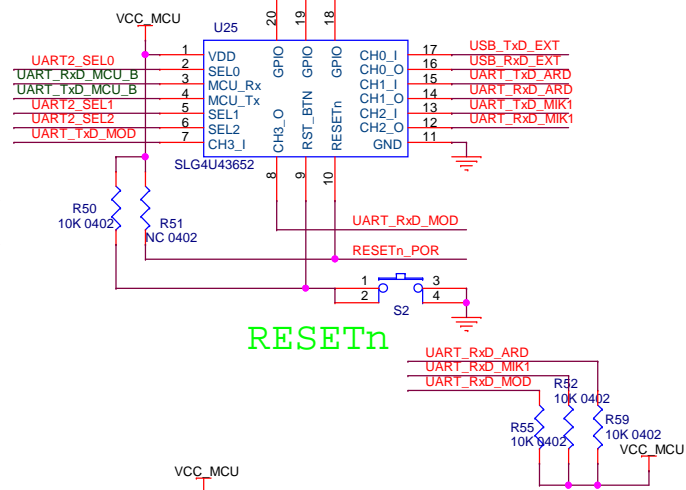 VCC_MCU
20
19
18
U25
1
VDD
GPIO
GPIO
GPIO
CH0_I
17
USB_TxD_EXT
UART2_SEL0
2
SEL0
CH0_O
16
USB_RxD_EXT
UART_RxD_MCU_B
3
MCU_Rx
CH1_I
15
UART_TxD_ARD
UART_TxD_MCU_B
4
MCU_Tx
CH1_O
14
UART_RxD_ARD
UART2_SEL1
5
SEL1
CH2_I
13
UART_TxD_MIK1
UART2_SEL2
6
SEL2
CH2_O
12
UART_RxD_MIK1
UART_TxD_MOD
7
CH3_I
CH3_O
RST_BTN
RESETn
GND
11
SLG4U43652
8
9
10
R50
10K 0402
R51
NC 0402
UART_RxD_MOD
RESETn_POR
1
2
3
4
S2
RESETn
UART_RxD_ARD
UART_RxD_MIK1
UART_RxD_MOD
R52
10K 0402
R55
10K 0402
R59
10K 0402
VCC_MCU
VCC_MCU